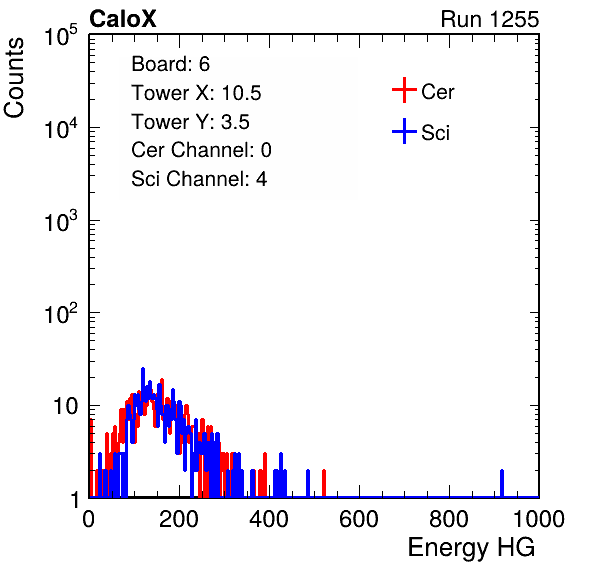 CaloX Run 1255
Counts
10^5
10^4
10^3
10^2
10
1
Board: 6
Tower X: 10.5
Tower Y: 3.5
Cer Channel: 0
Sci Channel: 4
Cer
Sci
0 200 400 600 800 1000
Energy HG